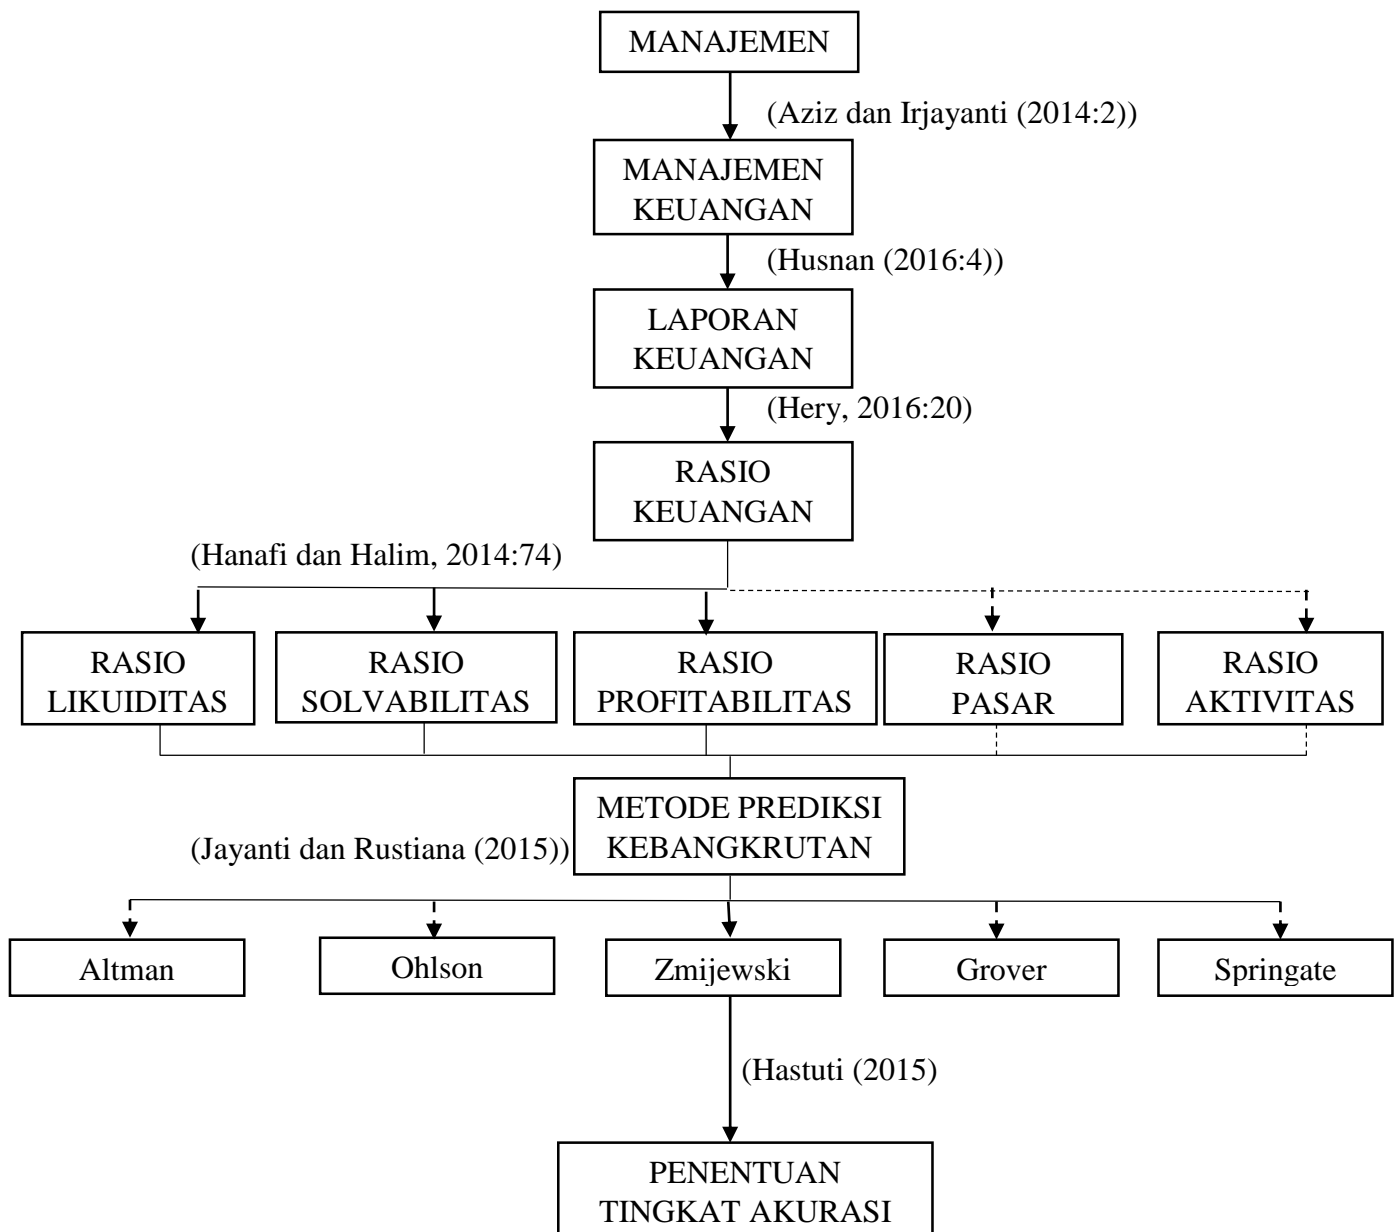 MANAJEMEN
(Aziz dan Irjayanti (2014:2))
MANAJEMEN
KEUANGAN
(Husnan (2016:4))
LAPORAN
KEUANGAN
(Hery, 2016:20)
RASIO
KEUANGAN
(Hanafi dan Halim, 2014:74)
RASIO
LIKUIDITAS
RASIO
SOLVABILITAS
RASIO
PROFITABILITAS
RASIO
PASAR
RASIO
AKTIVITAS
METODE PREDIKSI
KEBANGKRUTAN
(Jayanti dan Rustiana (2015))
Altman
Ohlson
Zmijewski
Grover
Springate
(Hastuti (2015)
PENENTUAN
TINGKAT AKURASI